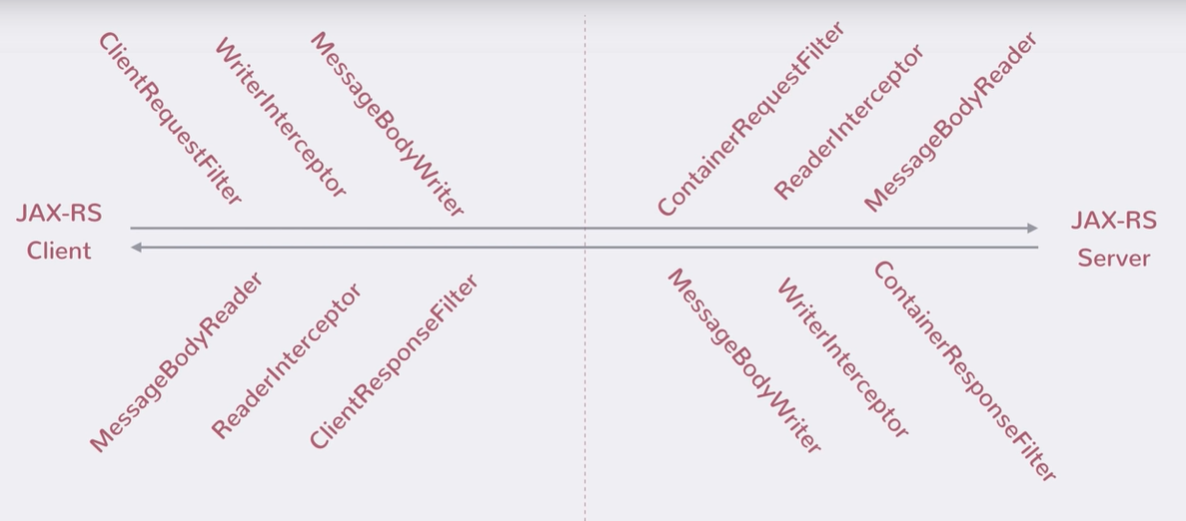 ClientRequestFilter
WriterInterceptor
MessageBodyWriter
ContainerRequestFilter
ReaderInterceptor
MessageBodyReader
JAX-RS
Client
JAX-RS
Server
MessageBodyReader
ReaderInterceptor
ClientResponseFilter
MessageBodyWriter
WriterInterceptor
ContainerResponseFilter